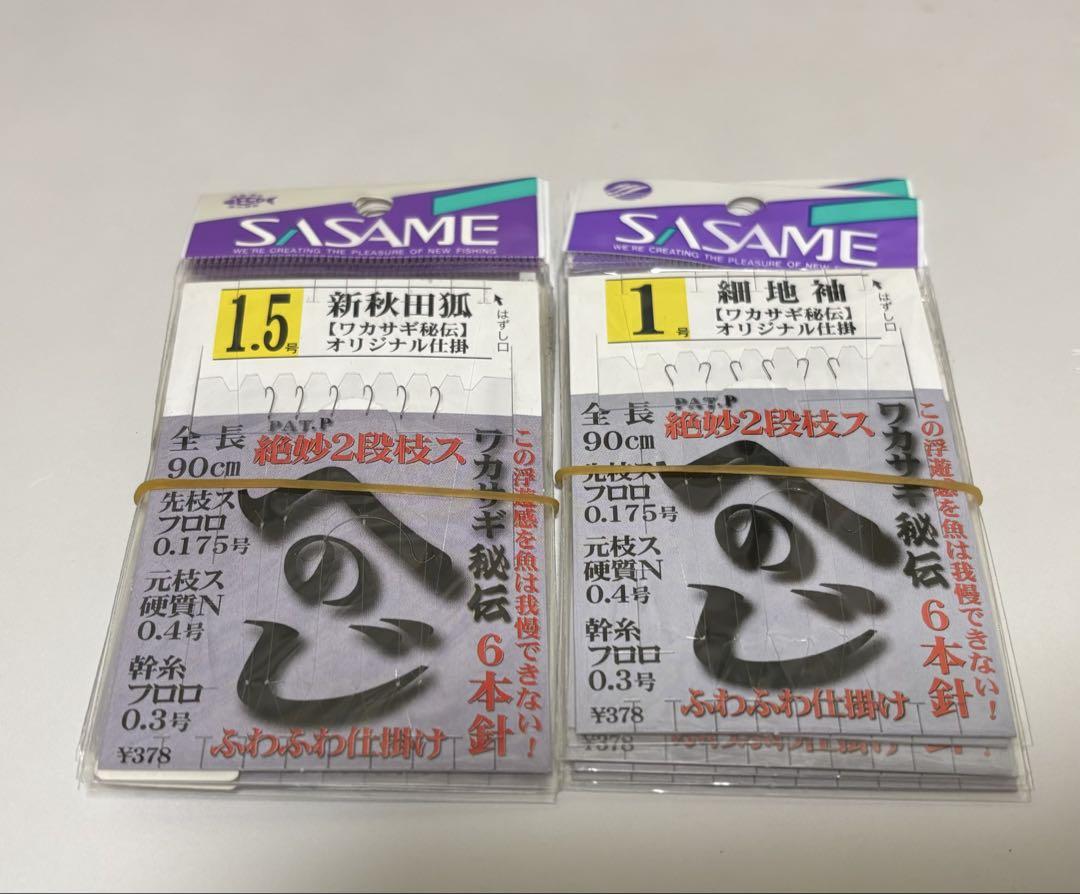 SASAME
WE'RE CREATING THE PLEASURE OF NEW FISHING
1.5号
新秋田狐
【ワカサギ秘伝】
オリジナル仕掛
はずし口
PAT.P
絶妙2段枝ス
全長
90cm
先枝ス
フロロ
0.175号
元枝ス
硬質N
0.4号
幹糸
フロロ
0.3号
¥378
へのじ
ワカサギ秘伝
6本針
この浮遊感を魚は我慢できない!
ふわふわ仕掛け
SASAME
WE'RE CREATING THE PLEASURE OF NEW
1号
細地袖
【ワカサギ秘伝】
オリジナル仕掛
はずし口
PAT.P
絶妙2段枝ス
全長
90cm
先枝ス
フロロ
0.175号
元枝ス
硬質N
0.4号
幹糸
フロロ
0.3号
¥378
へのじ
ワカサギ秘伝
6本針
この浮遊感を魚は我慢できない!
ふわふわ仕掛け
¥378